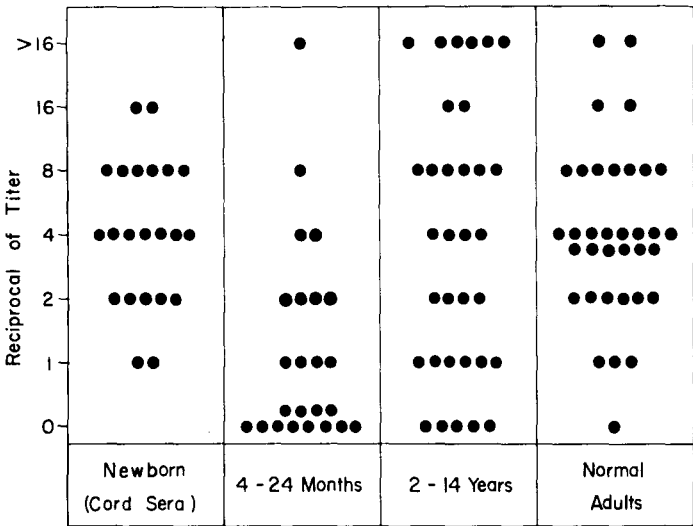 V16
16
8
4
2
1
0
Reciprocal of Titer
Newborn
(Cord Sera)
4 - 24 Months
2 - 14 Years
Normal
Adults